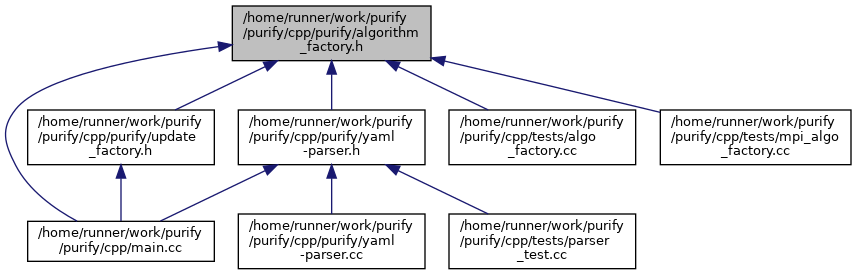 /home/runner/work/purify
/purify/cpp/purify/algorithm
_factory.h
/home/runner/work/purify
/purify/cpp/purify/update
_factory.h
/home/runner/work/purify
/purify/cpp/purify/yaml
-parser.h
/home/runner/work/purify
/purify/cpp/tests/algo
_factory.cc
/home/runner/work/purify
/purify/cpp/tests/mpi_algo
_factory.cc
/home/runner/work/purify
/purify/cpp/main.cc
/home/runner/work/purify
/purify/cpp/purify/yaml
-parser.cc
/home/runner/work/purify
/purify/cpp/tests/parser
_test.cc